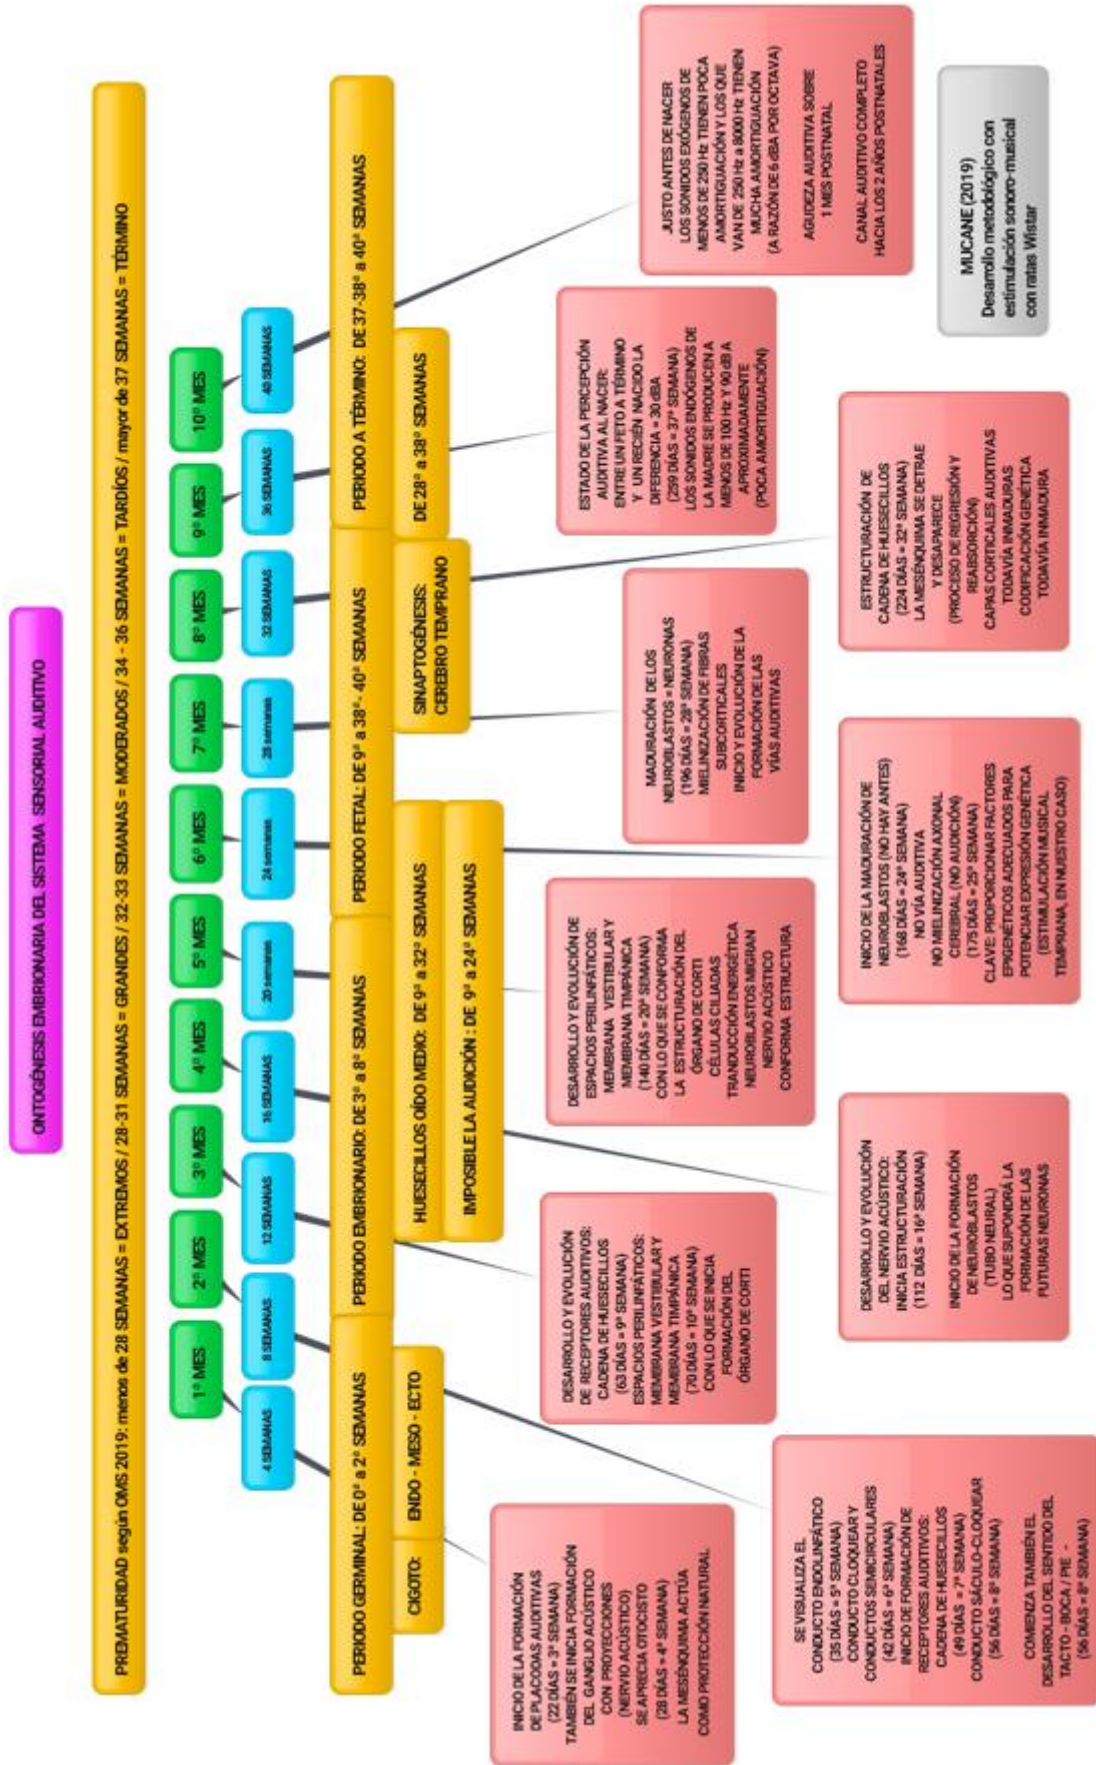 ONTOGÉNESIS EMBRIONARIA DEL SISTEMA SENSORIAL AUDITIVO
PREMATURIDAD según OMS 2019: menos de 28 SEMANAS = EXTREMOS / 28-31 SEMANAS = GRANDES / 32-33 SEMANAS = MODERADOS / 34 - 36 SEMANAS = TARDÍOS / mayor de 37 SEMANAS = TÉRMINO
1º MES
2º MES
3º MES
4º MES
5º MES
6º MES
7º MES
8º MES
9º MES
10º MES
4 SEMANAS
8 SEMANAS
12 SEMANAS
16 SEMANAS
20 semanas
24 semanas
28 semanas
32 SEMANAS
36 SEMANAS
40 SEMANAS
PERIODO GERMINAL: DE 0ª a 2ª SEMANAS
PERIODO EMBRIONARIO: DE 3ª a 8ª SEMANAS
PERIODO FETAL: DE 9ª a 38ª- 40ª SEMANAS
PERIODO A TÉRMINO: DE 37-38ª a 40ª SEMANAS
CIGOTO:
ENDO - MESO - ECTO
HUESECILLOS OÍDO MEDIO: DE 9ª a 32ª SEMANAS
IMPOSIBLE LA AUDICIÓN : DE 9ª a 24ª SEMANAS
SINAPTOGÉNESIS:
CEREBRO TEMPRANO
DE 28ª a 38ª SEMANAS
INICIO DE LA FORMACIÓN
DE PLACODAS AUDITIVAS
(22 DÍAS = 3ª SEMANA)
TAMBIÉN SE INICIA FORMACIÓN
DEL GANGLIO ACÚSTICO
CON PROYECCIONES
(NERVIO ACÚSTICO)
SE APRECIA OTOCISTO
(28 DÍAS = 4ª SEMANA)
LA MESÉNQUIMA ACTÚA
COMO PROTECCIÓN NATURAL
SE VISUALIZA EL
CONDUCTO ENDOLINFÁTICO
(35 DÍAS = 5ª SEMANA)
CONDUCTO CLOQUEAR Y
CONDUCTOS SEMICIRCULARES
(42 DÍAS = 6ª SEMANA)
INICIO DE FORMACIÓN DE
RECEPTORES AUDITIVOS:
CADENA DE HUESECILLOS
(49 DÍAS = 7ª SEMANA)
CONDUCTO SÁCULO-CLOQUEAR
(56 DÍAS = 8ª SEMANA)
COMIENZA TAMBIÉN EL
DESARROLLO DEL SENTIDO DEL
TACTO - BOCA / PIE -
(56 DÍAS = 8ª SEMANA)
DESARROLLO Y EVOLUCIÓN
DE RECEPTORES AUDITIVOS:
CADENA DE HUESECILLOS
(63 DÍAS = 9ª SEMANA)
ESPACIOS PERILINFÁTICOS:
MEMBRANA VESTIBULAR Y
MEMBRANA TIMPÁNICA
(70 DÍAS = 10ª SEMANA)
CON LO QUE SE INICIA
FORMACIÓN DEL
ÓRGANO DE CORTI
DESARROLLO Y EVOLUCIÓN
DEL NERVIO ACÚSTICO:
INICIA ESTRUCTURACIÓN
(112 DÍAS = 16ª SEMANA)
INICIO DE LA FORMACIÓN
DE NEUROBLASTOS
(TUBO NEURAL)
LO QUE SUPONDRÁ LA
FORMACIÓN DE LAS
FUTURAS NEURONAS
DESARROLLO Y EVOLUCIÓN DE
ESPACIOS PERILINFÁTICOS:
MEMBRANA VESTIBULAR Y
MEMBRANA TIMPÁNICA
(140 DÍAS = 20ª SEMANA)
CON LO QUE SE CONFORMA
LA ESTRUCTURACIÓN DEL
ÓRGANO DE CORTI
CÉLULAS CILIADAS
TRANSDUCCIÓN ENERGÉTICA
NEUROBLASTOS MIGRAN
NERVIO ACÚSTICO
CONFORMA ESTRUCTURA
INICIO DE LA MADURACIÓN DE
NEUROBLASTOS (NO HAY ANTES)
(168 DÍAS = 24ª SEMANA)
NO VÍA AUDITIVA
NO MIELINIZACIÓN AXONAL
CEREBRAL (NO AUDICIÓN)
(175 DÍAS = 25ª SEMANA)
CLAVE: PROPORCIONAR FACTORES
EPIGENÉTICOS ADECUADOS PARA
POTENCIAR EXPRESIÓN GENÉTICA
(ESTIMULACIÓN MUSICAL
TEMPRANA, EN NUESTRO CASO)
MADURACIÓN DE LOS
NEUROBLASTOS = NEURONAS
(196 DÍAS = 28ª SEMANA)
MIELINIZACIÓN DE FIBRAS
SUBCORTICALES
INICIO Y EVOLUCIÓN DE LA
FORMACIÓN DE LAS
VÍAS AUDITIVAS
ESTRUCTURACIÓN DE
CADENA DE HUESECILLOS
(224 DÍAS = 32ª SEMANA)
LA MESÉNQUIMA SE DETRAE
Y DESAPARECE
(PROCESO DE REGRESIÓN Y
REABSORCIÓN)
CAPAS CORTICALES AUDITIVAS
TODAVÍA INMADURAS
CODIFICACIÓN GENÉTICA
TODAVÍA INMADURA
ESTADO DE LA PERCEPCIÓN
AUDITIVA AL NACER:
ENTRE UN FETO A TÉRMINO
Y UN RECIÉN NACIDO LA
DIFERENCIA = 30 dBA
(259 DÍAS = 37ª SEMANA)
LOS SONIDOS ENDÓGENOS DE
LA MADRE SE PRODUCEN A
MENOS DE 100 Hz Y 90 dB A
APROXIMADAMENTE
(POCA AMORTIGUACIÓN)
JUSTO ANTES DE NACER
LOS SONIDOS EXÓGENOS DE
MENOS DE 250 Hz TIENEN POCA
AMORTIGUACIÓN Y LOS QUE
VAN DE 250 Hz a 8000 Hz TIENEN
MUCHA AMORTIGUACIÓN
(A RAZÓN DE 6 dBA POR OCTAVA)
AGUDEZA AUDITIVA SOBRE
1 MES POSTNATAL
CANAL AUDITIVO COMPLETO
HACIA LOS 2 AÑOS POSTNATALES
MUCANE (2019)
Desarrollo metodológico con
estimulación sonoro-musical
con ratas Wistar